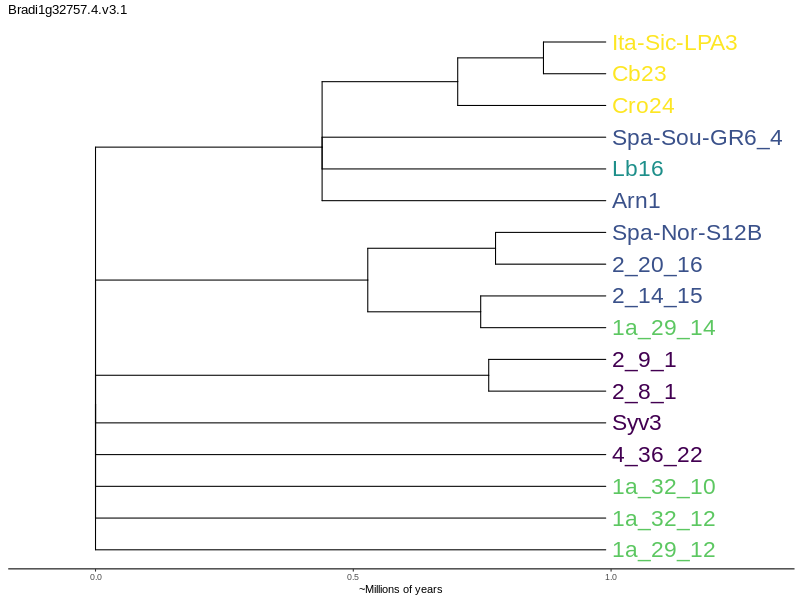 Bradi1g32757.4.v3.1
Ita-Sic-LPA3
Cb23
Cro24
Spa-Sou-GR6_4
Lb16
Arn1
Spa-Nor-S12B
2_20_16
2_14_15
1a_29_14
2_9_1
2_8_1
Syv3
4_36_22
1a_32_10
1a_32_12
1a_29_12
0.0 0.5 1.0
~Millions of years